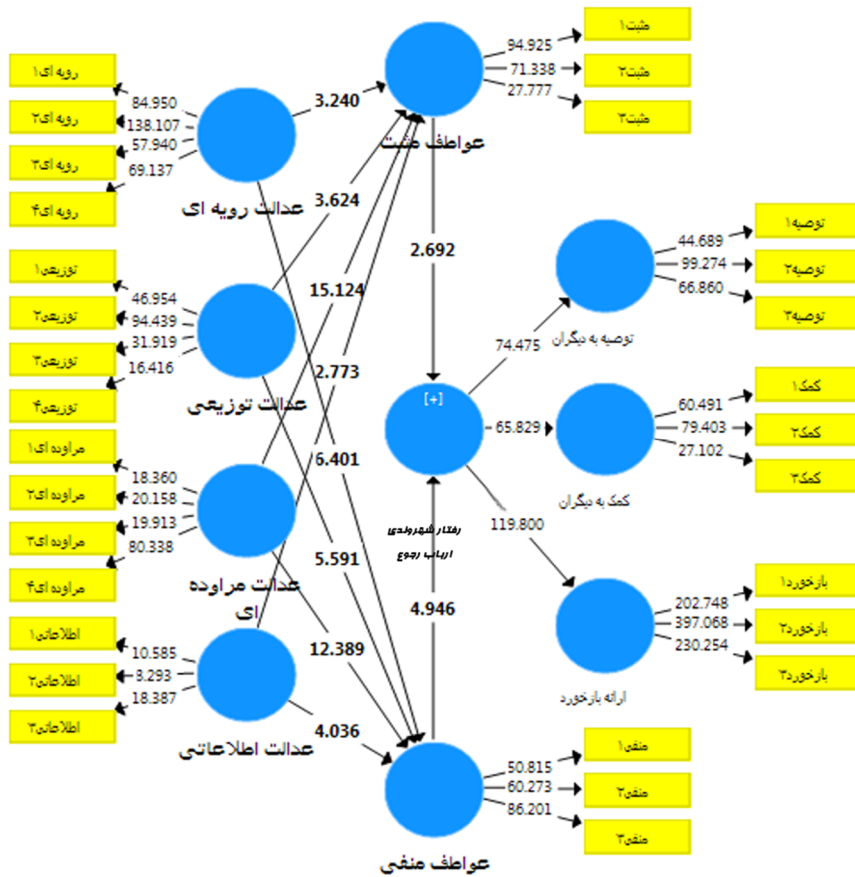 مثبت۱
94.925
71.338
مثبت۲
27.777
مثبت۳
عواطف مثبت
رویه ای۱
84.950
رویه ای۲
138.107
57.940
رویه ای۳
69.137
رویه ای۴
عدالت رویه ای
3.240
3.624
15.124
2.773
6.401
5.591
12.389
4.036
2.692
4.946
توزیعی۱
46.954
توزیعی۲
94.439
31.919
توزیعی۳
16.416
توزیعی۴
عدالت توزیعی
مراوده ای۱
18.360
مراوده ای۲
20.158
19.913
مراوده ای۳
80.338
مراوده ای۴
عدالت مراوده
ای
اطلاعاتی۱
10.585
اطلاعاتی۲
8.293
18.387
اطلاعاتی۳
عدالت اطلاعاتی
[+]
رفتار شهروندی
ارباب رجوع
74.475
65.829
119.800
توصیه۱
44.689
توصیه۲
99.274
66.860
توصیه۳
توصیه به دیگران
کمک۱
60.491
کمک۲
79.403
27.102
کمک۳
کمک به دیگران
بازخورد۱
202.748
بازخورد۲
397.068
230.254
بازخورد۳
ارائه بازخورد
منفی۱
50.815
منفی۲
60.273
86.201
منفی۳
عواطف منفی